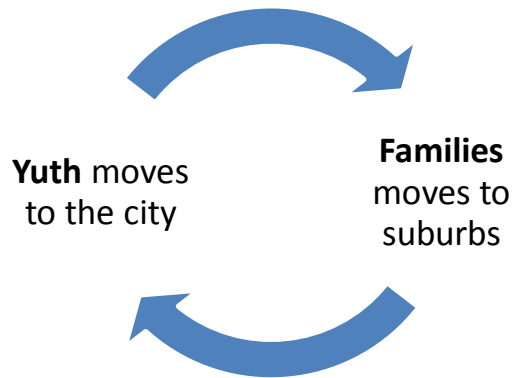 Yuth moves
to the city
Families
moves to
suburbs